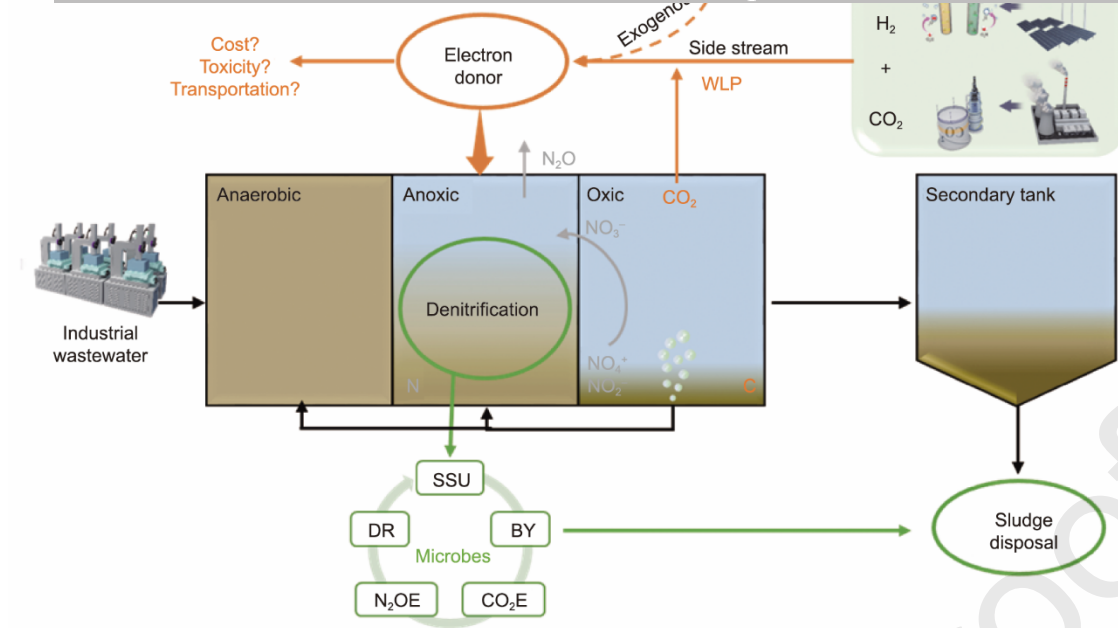 Exogenou
H₂
Cost?
Toxicity?
Transportation?
Electron
donor
Side stream
WLP
+
CO₂
N₂O
Anaerobic
Anoxic
Oxic
CO₂
Secondary tank
NO₃⁻
Denitrification
Industrial
wastewater
NO₄⁺
NO₂⁻
N
C
SSU
DR
BY
Microbes
N₂OE
CO₂E
Sludge
disposal